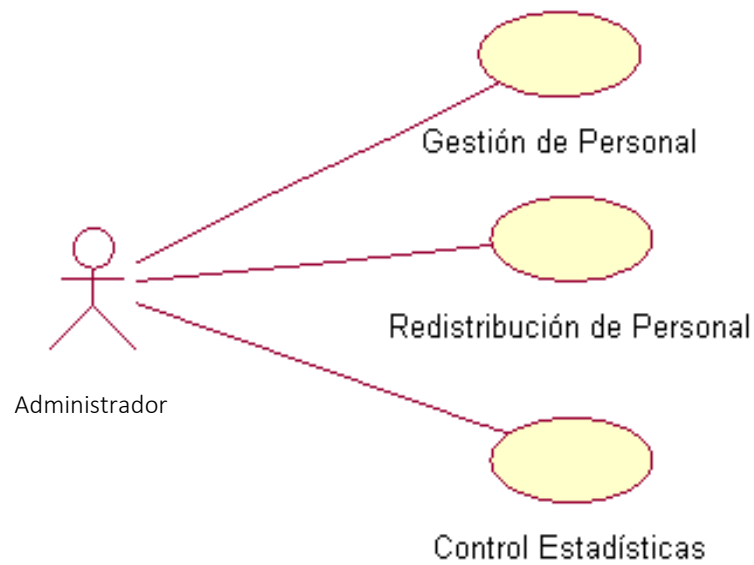 Gestión de Personal
Redistribución de Personal
Administrador
Control Estadísticas